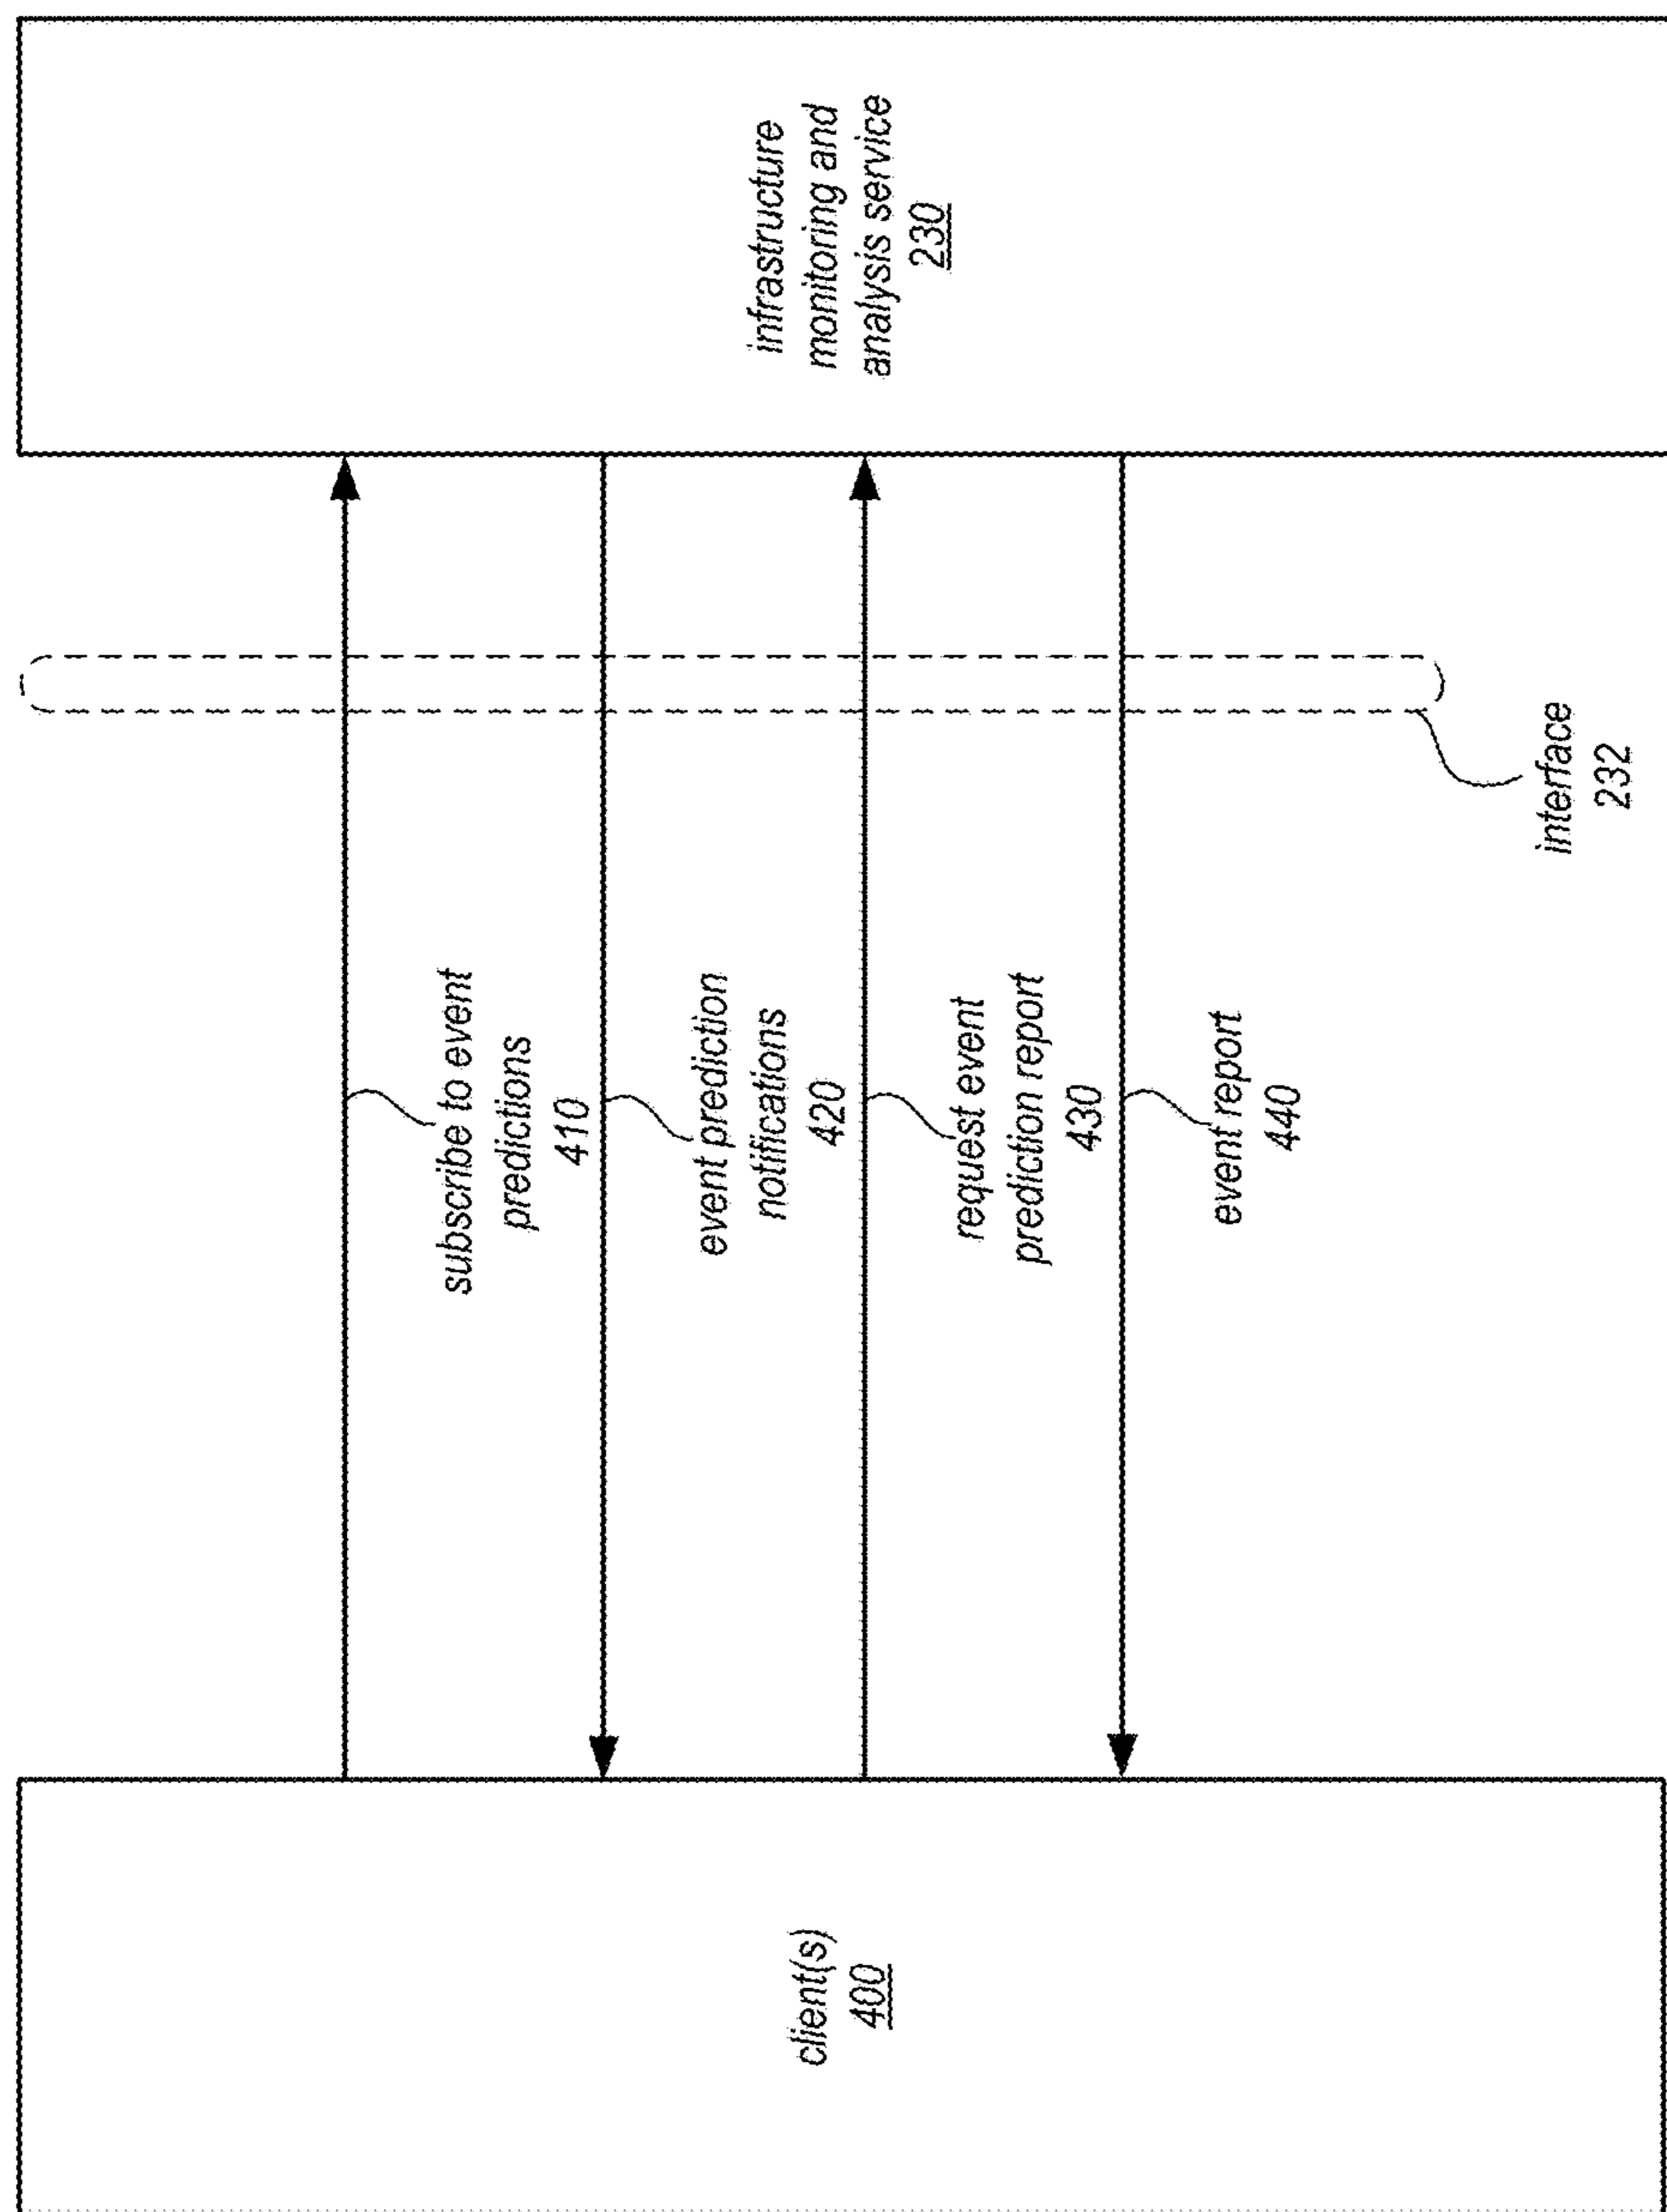 client(s)
400
subscribe to event
predictions
410
event prediction
notifications
420
request event
prediction report
430
event report
440
interface
232
infrastructure
monitoring and
analysis service
230